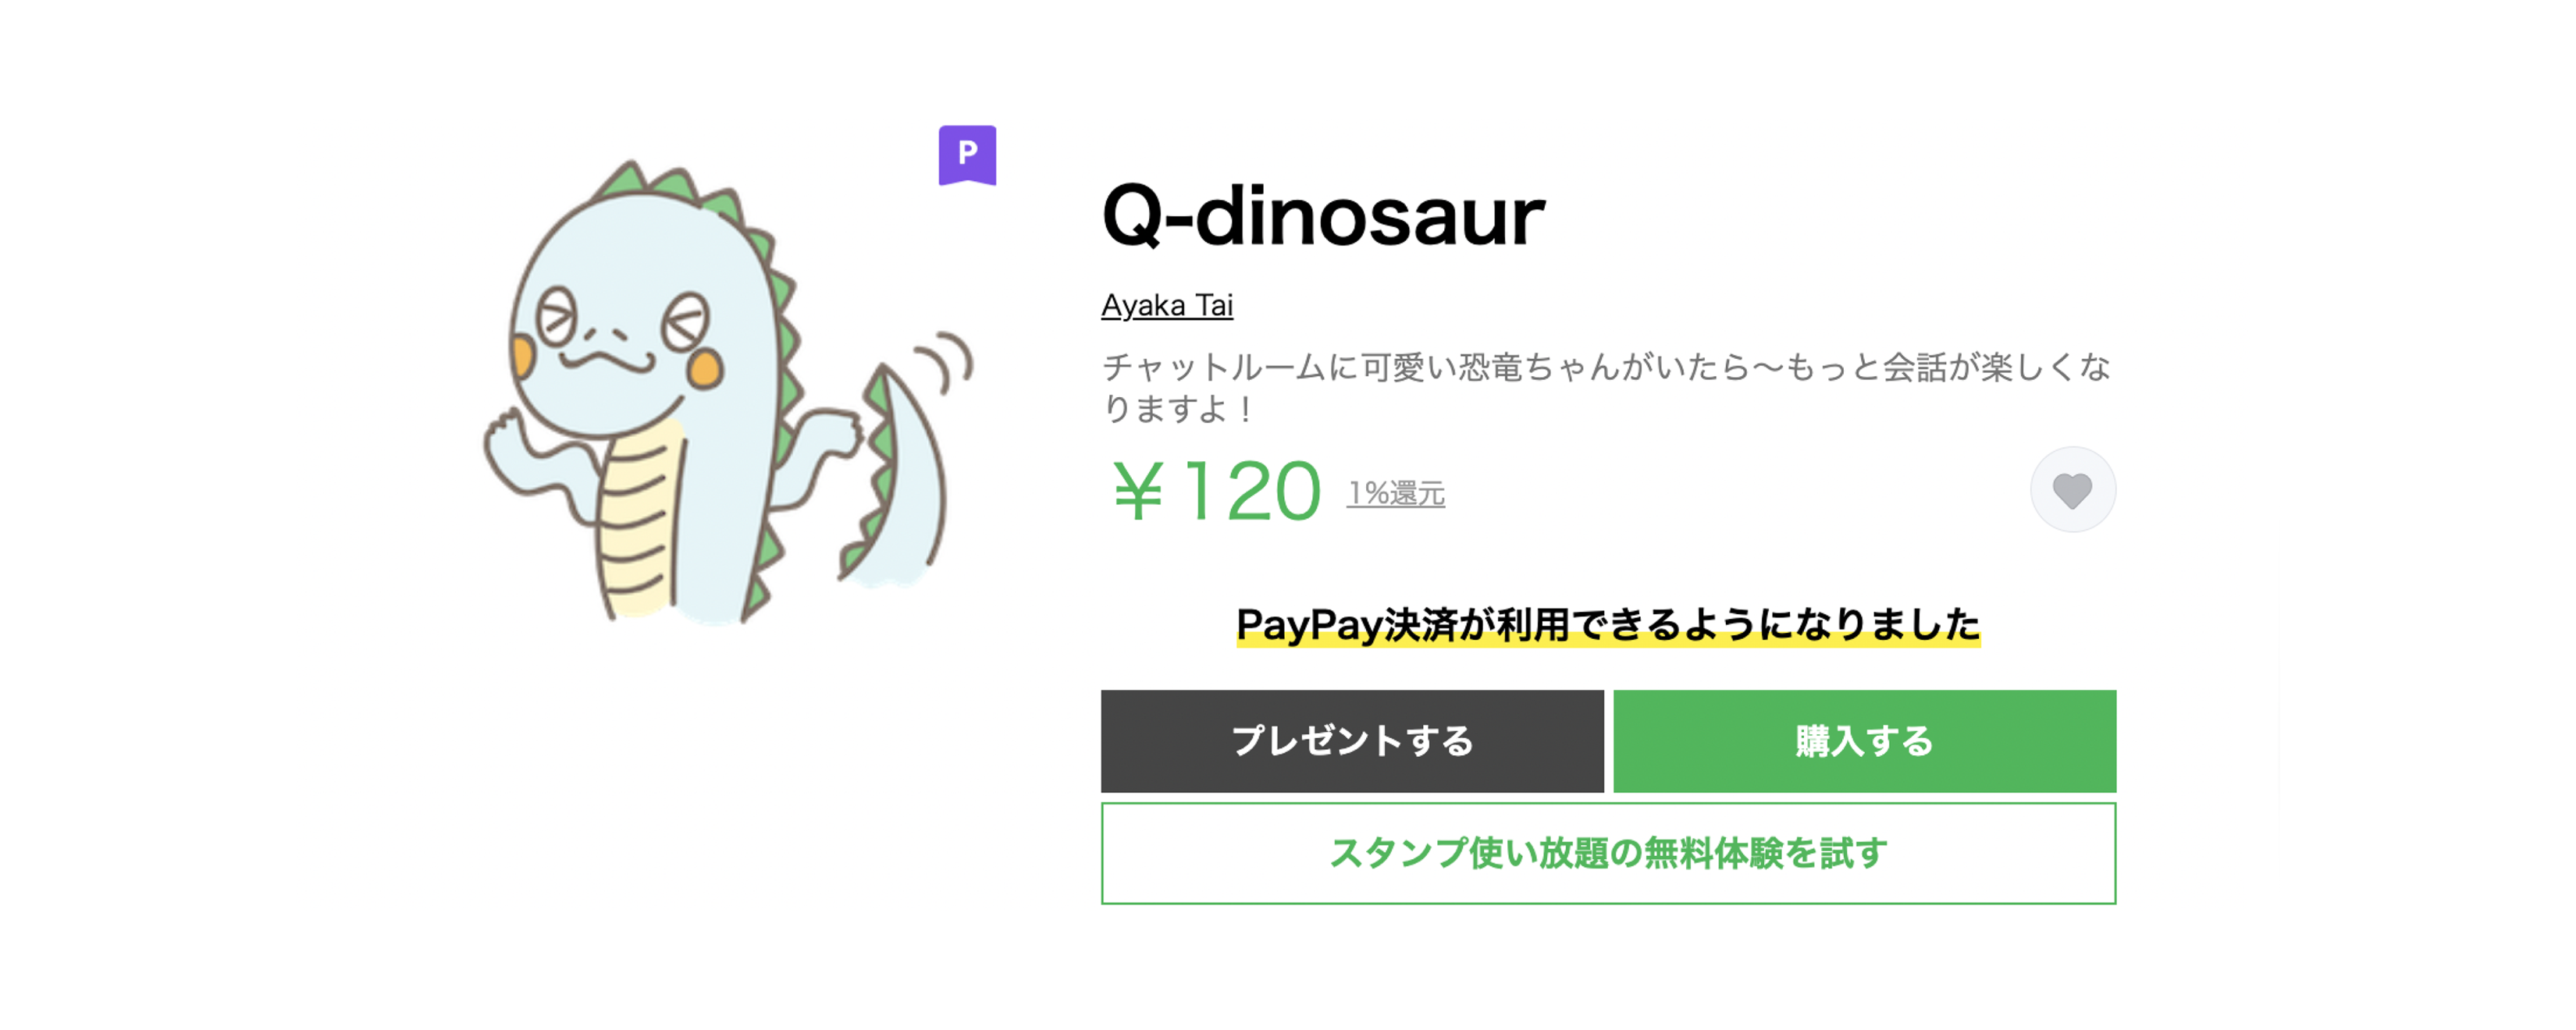 P
Q-dinosaur
Ayaka Tai
チャットルームに可愛い恐竜ちゃんがいたら～もっと会話が楽しくな
りますよ！
￥120 1%還元
PayPay決済が利用できるようになりました
プレゼントする 購入する
スタンプ使い放題の無料体験を試す